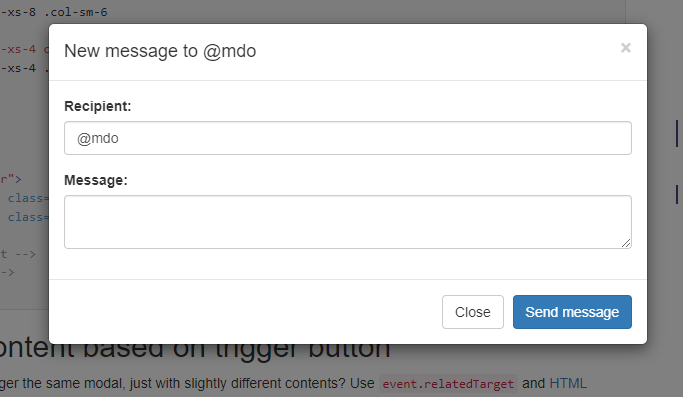 -xs-8 .col-sm-6
New message to @mdo
×
-xs-4
-xs-4 .
Recipient:
@mdo
Message:
r">
class=
class=
t -->
->
Close
Send message
ontent based on trigger button
ger the same modal, just with slightly different contents? Use event.relatedTarget and HTML